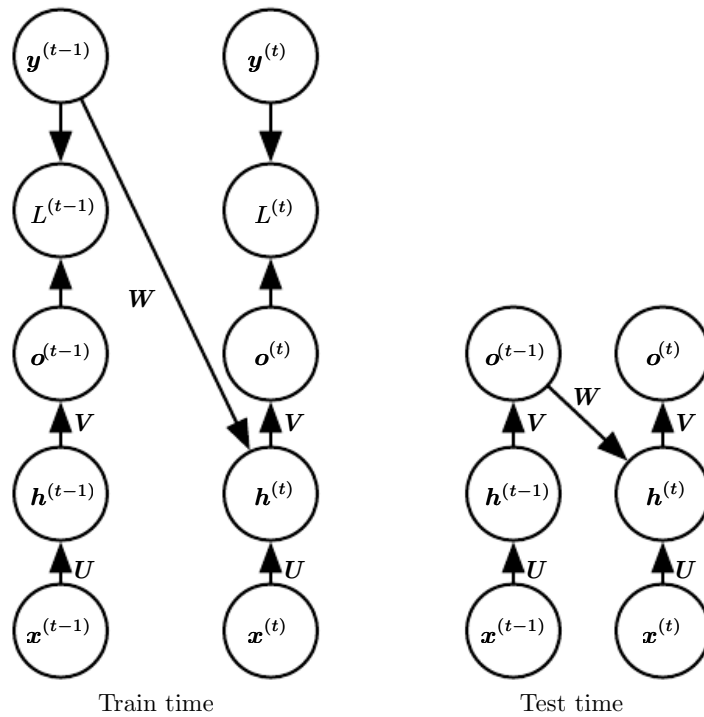 y^(t−1) y^(t)
L^(t−1) L^(t)
W
o^(t−1) o^(t) o^(t−1) o^(t)
W
V V V V
h^(t−1) h^(t) h^(t−1) h^(t)
U U U U
x^(t−1) x^(t) x^(t−1) x^(t)
Train time Test time